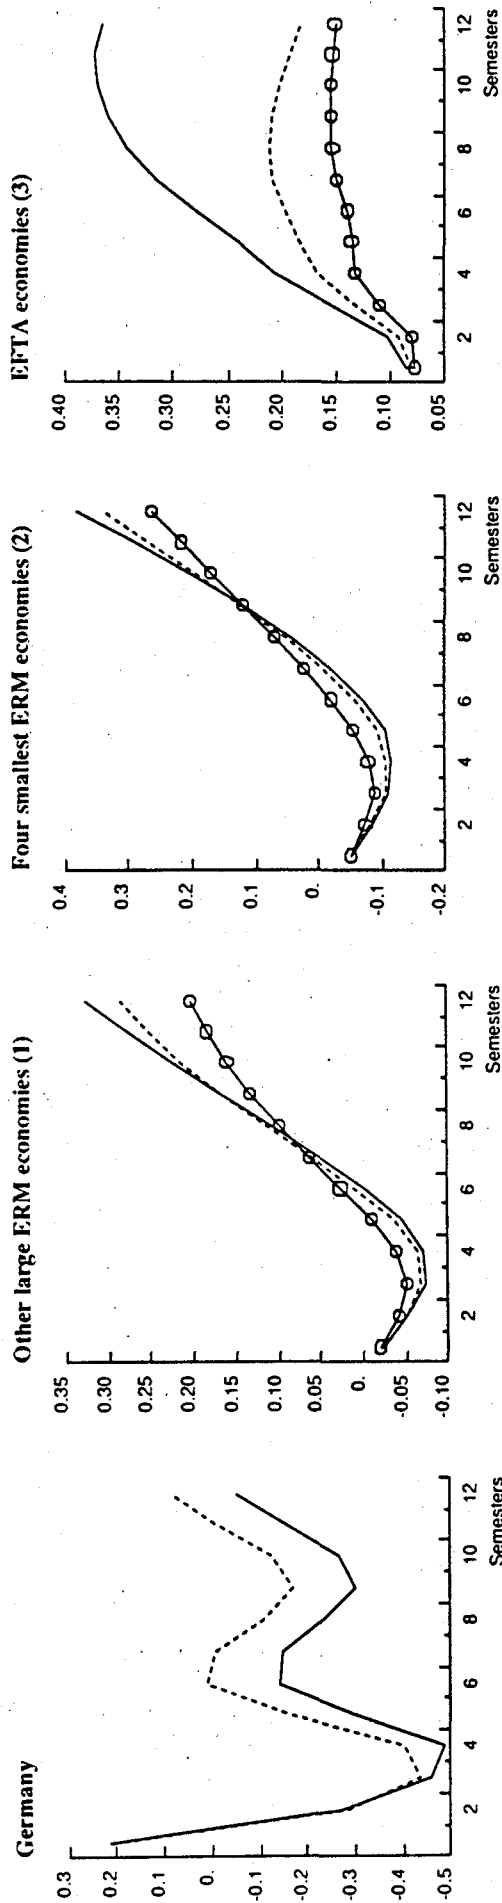 Germany
0.3
0.2
0.1
0.
-0.1
-0.2
-0.3
-0.4
-0.5
2 4 6 8 10 12
Semesters
Other large ERM economies (1)
0.35
0.30
0.25
0.20
0.15
0.10
0.05
0.
-0.05
-0.10
2 4 6 8 10 12
Semesters
Four smallest ERM economies (2)
0.4
0.3
0.2
0.1
0.
-0.1
-0.2
2 4 6 8 10 12
Semesters
EFTA economies (3)
0.40
0.35
0.30
0.25
0.20
0.15
0.10
0.05
2 4 6 8 10 12
Semesters